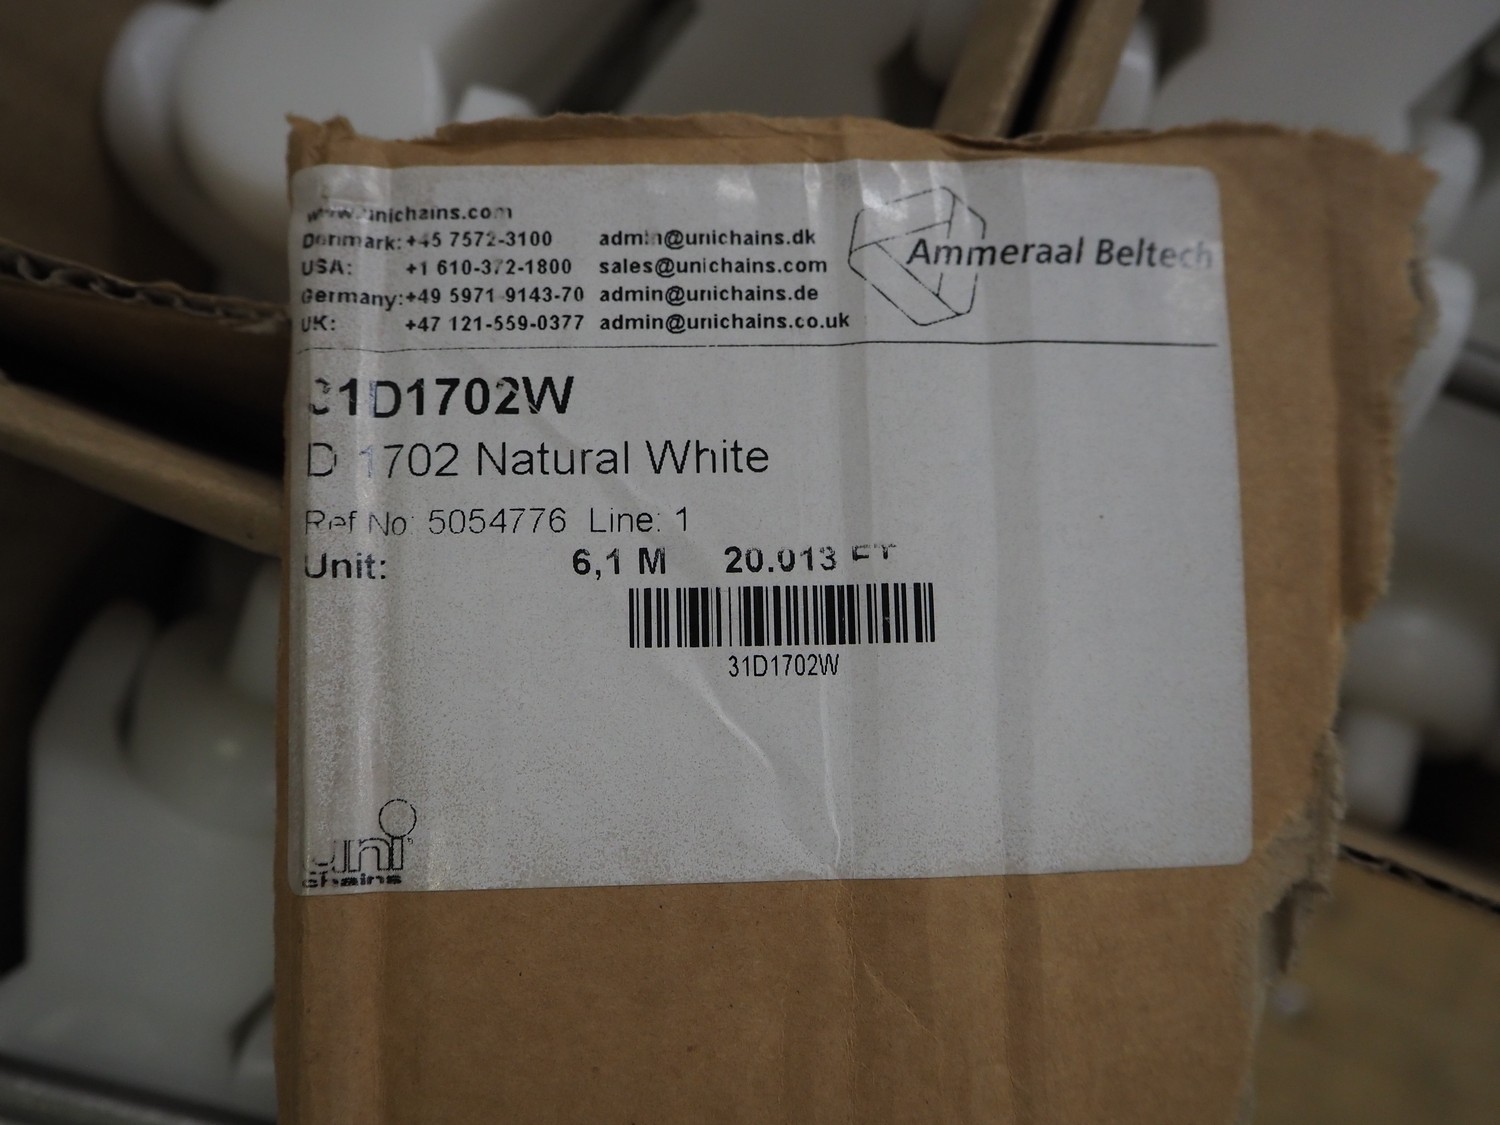 www.unichains.com
Denmark: +45 7572-3100 admin@unichains.dk
USA: +1 610-372-1800 sales@unichains.com
Germany: +49 5971 9143-70 admin@unichains.de
UK: +47 121-559-0377 admin@unichains.co.uk
Ammeraal Beltech
31D1702W
D 1702 Natural White
Ref No: 5054776 Line: 1
Unit: 6,1 M 20.013 FT
31D1702W
uni
chains